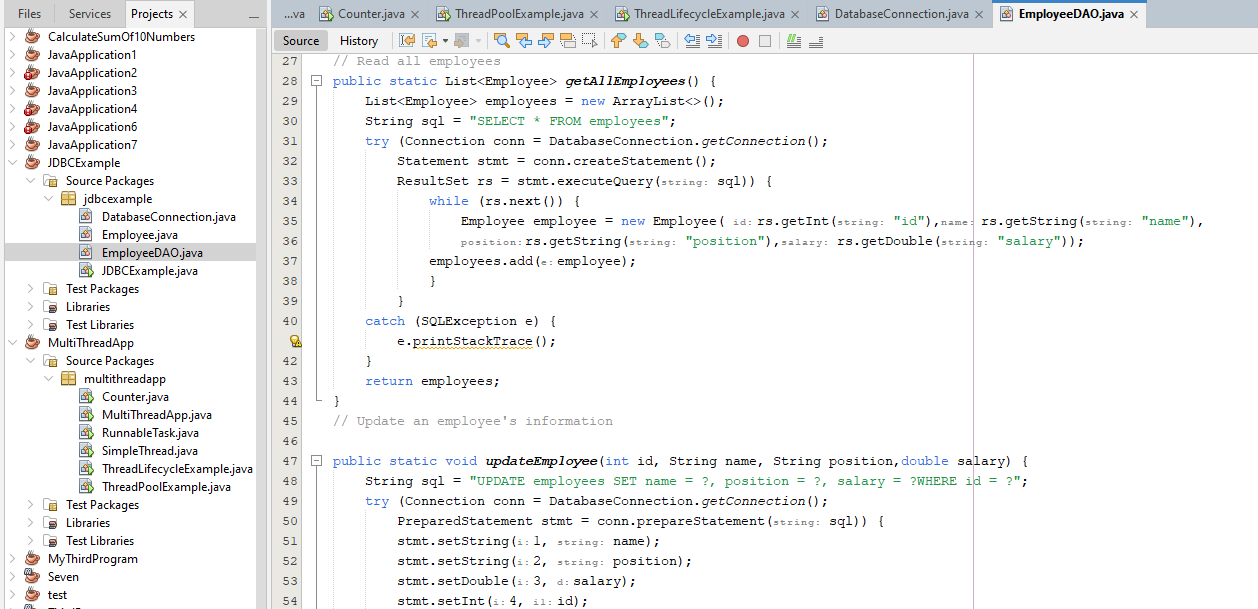 Files Services Projects
CalculateSumOf10Numbers
JavaApplication1
JavaApplication2
JavaApplication3
JavaApplication4
JavaApplication6
JavaApplication7
JDBCExample
Source Packages
jdbcexample
DatabaseConnection.java
Employee.java
EmployeeDAO.java
JDBCExample.java
Test Packages
Libraries
Test Libraries
MultiThreadApp
Source Packages
multithreadapp
Counter.java
MultiThreadApp.java
RunnableTask.java
SimpleThread.java
ThreadLifecycleExample.java
ThreadPoolExample.java
Test Packages
Libraries
Test Libraries
MyThirdProgram
Seven
test
...va Counter.java ThreadPoolExample.java ThreadLifecycleExample.java DatabaseConnection.java EmployeeDAO.java
Source History
27 // Read all employees
28 public static List<Employee> getAllEmployees() {
29 List<Employee> employees = new ArrayList<>();
30 String sql = "SELECT * FROM employees";
31 try (Connection conn = DatabaseConnection.getConnection();
32 Statement stmt = conn.createStatement();
33 ResultSet rs = stmt.executeQuery(string: sql)) {
34 while (rs.next()) {
35 Employee employee = new Employee( id: rs.getInt(string: "id"),name: rs.getString(string: "name"),
36 position: rs.getString(string: "position"),salary: rs.getDouble(string: "salary"));
37 employees.add(e: employee);
38 }
39 }
40 catch (SQLException e) {
e.printStackTrace();
42 }
43 return employees;
44 }
45 // Update an employee's information
46
47 public static void updateEmployee(int id, String name, String position,double salary) {
48 String sql = "UPDATE employees SET name = ?, position = ?, salary = ?WHERE id = ?";
49 try (Connection conn = DatabaseConnection.getConnection();
50 PreparedStatement stmt = conn.prepareStatement(string: sql)) {
51 stmt.setString(i: 1, string: name);
52 stmt.setString(i: 2, string: position);
53 stmt.setDouble(i: 3, d: salary);
54 stmt.setInt(i: 4, i1: id);